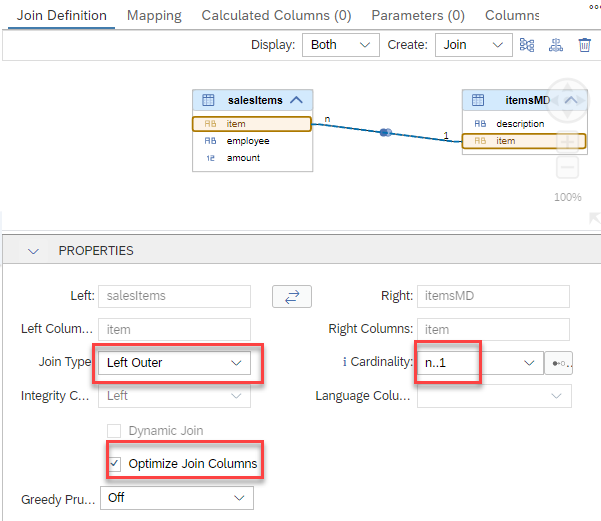 Join Definition Mapping Calculated Columns (0) Parameters (0) Columns
Display: Both Create: Join
salesItems
AB item
AB employee
12 amount
n
1
itemsMD
AB description
AB item
100%
PROPERTIES
Left: salesItems Right: itemsMD
Left Colum... item Right Columns: item
Join Type Left Outer i Cardinality: n..1
Integrity C... Left Language Colu...
Dynamic Join
Optimize Join Columns
Greedy Pru... Off